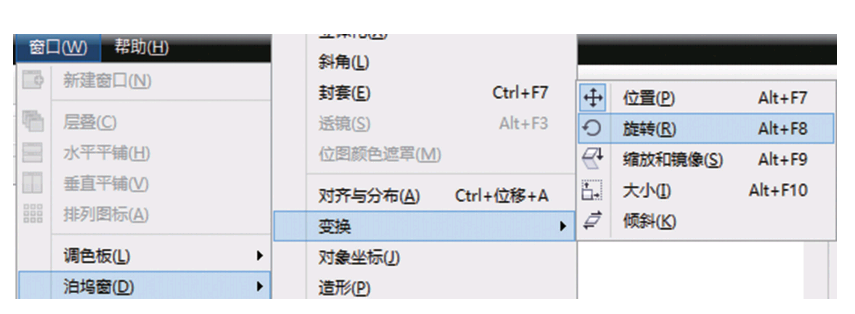 窗口(W) 帮助(H)
新建窗口(N)
层叠(C)
水平平铺(H)
垂直平铺(V)
排列图标(A)
调色板(L)
泊坞窗(D)
斜角(L)
封套(E) Ctrl+F7
透镜(S) Alt+F3
位图颜色遮罩(M)
对齐与分布(A) Ctrl+位移+A
变换
对象坐标(J)
造形(P)
位置(P) Alt+F7
旋转(R) Alt+F8
缩放和镜像(S) Alt+F9
大小(I) Alt+F10
倾斜(K)